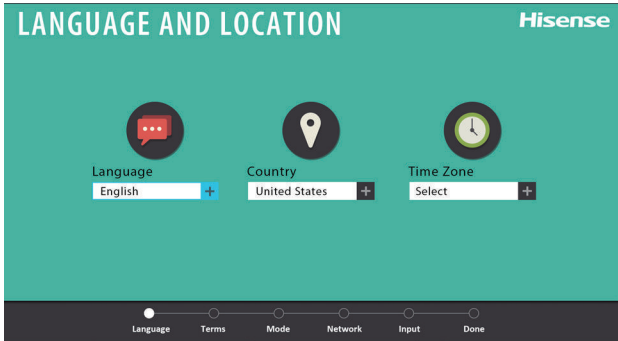 LANGUAGE AND LOCATION
Hisense
Language
Country
Time Zone
English +
United States +
Select +
Language
Terms
Mode
Network
Input
Done